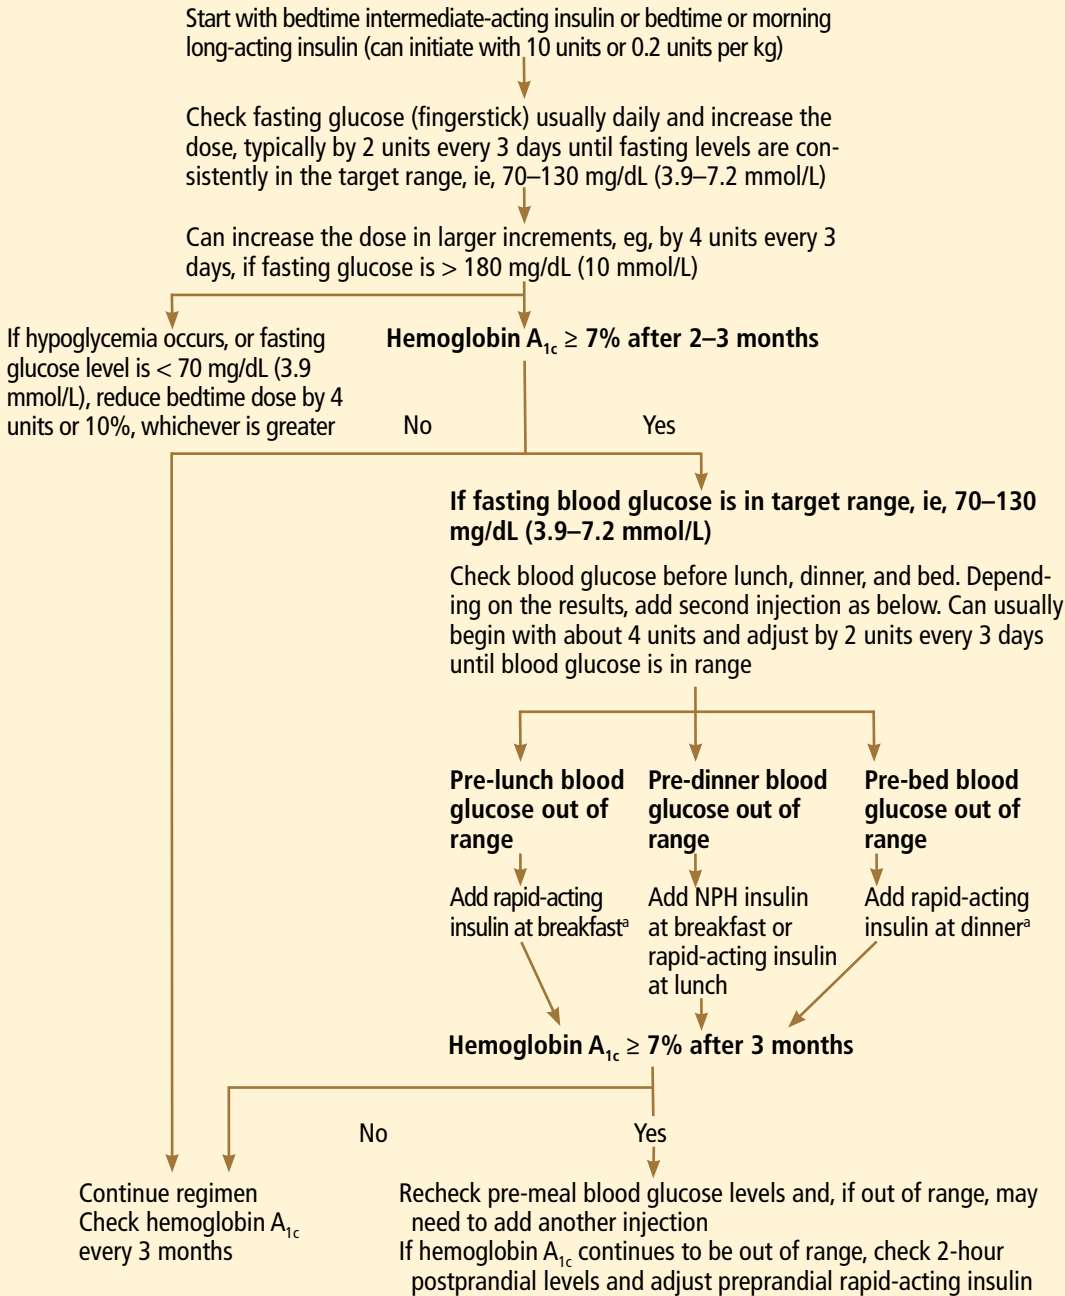 Start with bedtime intermediate-acting insulin or bedtime or morning
long-acting insulin (can initiate with 10 units or 0.2 units per kg)
Check fasting glucose (fingerstick) usually daily and increase the
dose, typically by 2 units every 3 days until fasting levels are con-
sistently in the target range, ie, 70–130 mg/dL (3.9–7.2 mmol/L)
Can increase the dose in larger increments, eg, by 4 units every 3
days, if fasting glucose is > 180 mg/dL (10 mmol/L)
If hypoglycemia occurs, or fasting
glucose level is < 70 mg/dL (3.9
mmol/L), reduce bedtime dose by 4
units or 10%, whichever is greater
Hemoglobin A1c ≥ 7% after 2–3 months
No
Yes
If fasting blood glucose is in target range, ie, 70–130
mg/dL (3.9–7.2 mmol/L)
Check blood glucose before lunch, dinner, and bed. Depend-
ing on the results, add second injection as below. Can usually
begin with about 4 units and adjust by 2 units every 3 days
until blood glucose is in range
Pre-lunch blood
glucose out of
range
Pre-dinner blood
glucose out of
range
Pre-bed blood
glucose out of
range
Add rapid-acting
insulin at breakfastᵃ
Add NPH insulin
at breakfast or
rapid-acting insulin
at lunch
Add rapid-acting
insulin at dinnerᵃ
Hemoglobin A1c ≥ 7% after 3 months
No
Yes
Continue regimen
Check hemoglobin A1c
every 3 months
Recheck pre-meal blood glucose levels and, if out of range, may
need to add another injection
If hemoglobin A1c continues to be out of range, check 2-hour
postprandial levels and adjust preprandial rapid-acting insulin